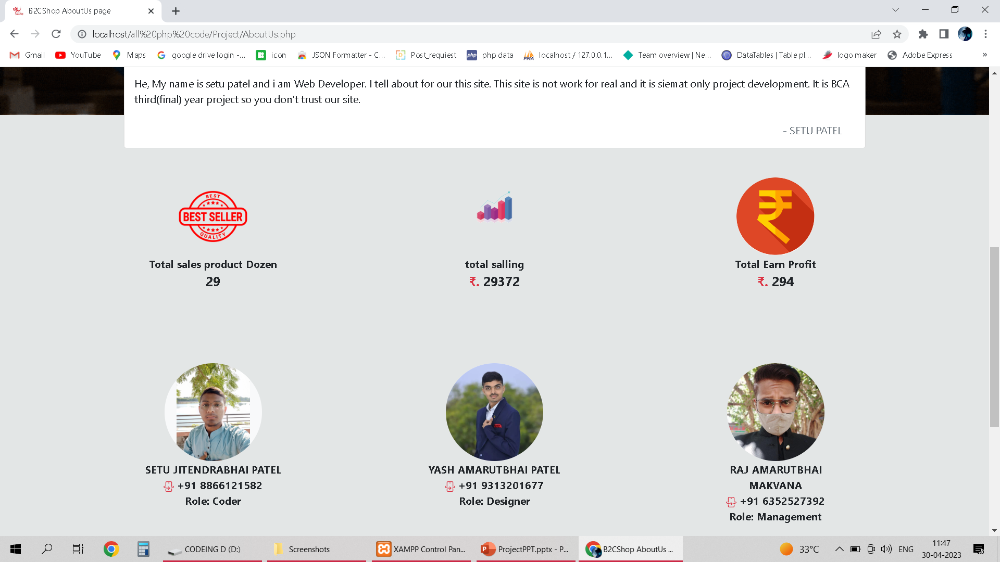 B2CShop AboutUs page
localhost/all%20php%20code/Project/AboutUs.php
Gmail YouTube Maps google drive login -... icon JSON Formatter - C... Post_requiest php data localhost / 127.0.0.1... Team overview | Ne... DataTables | Table pl... logo maker Adobe Express »
He, My name is setu patel and i am Web Developer. I tell about for our this site. This site is not work for real and it is siemat only project development. It is BCA
third(final) year project so you don't trust our site.
- SETU PATEL
BEST
BEST SELLER
QUALITY
Total sales product Dozen
29
total salling
₹. 29372
₹
Total Earn Profit
₹. 294
SETU JITENDRABHAI PATEL
+91 8866121582
Role: Coder
YASH AMARUTBHAI PATEL
+91 9313201677
Role: Designer
RAJ AMARUTBHAI
MAKVANA
+91 6352527392
Role: Management
CODEING D (D:) Screenshots XAMPP Control Pan... ProjectPPT.pptx - P... B2CShop AboutUs ... 33°C ENG
11:47
30-04-2023